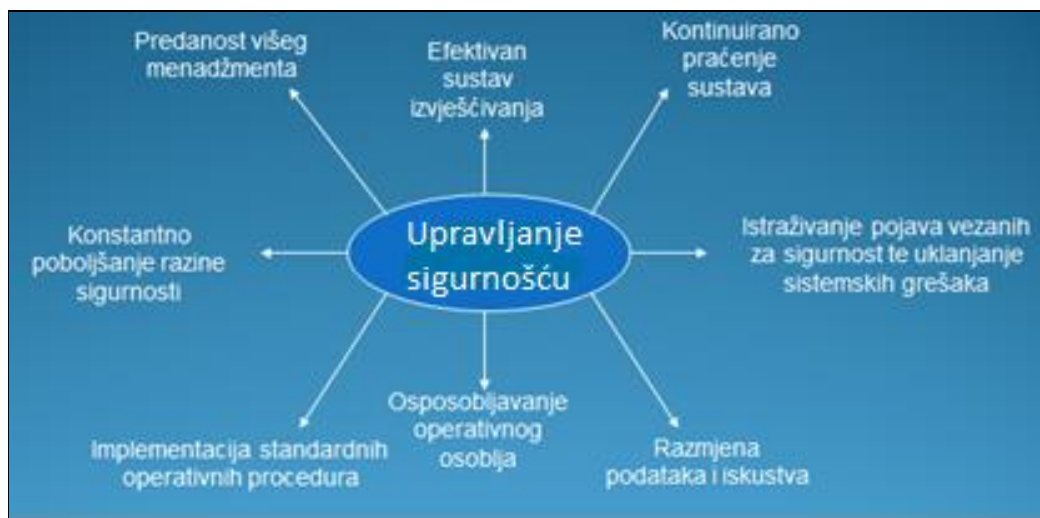 Predanost višeg
menadžmenta
Efektivan
sustav
izvješćivanja
Kontinuirano
praćenje
sustava
Konstantno
poboljšanje razine
sigurnosti
Upravljanje
sigurnošću
Istraživanje pojava vezanih
za sigurnost te uklanjanje
sistemskih grešaka
Implementacija standardnih
operativnih procedura
Osposobljavanje
operativnog
osoblja
Razmjena
podataka i iskustva